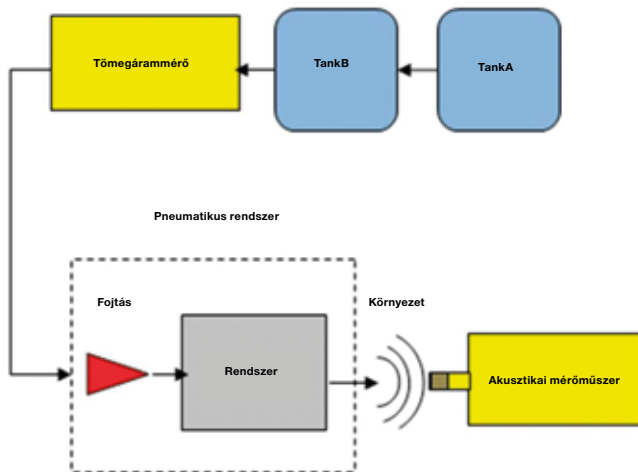 Tömegárammérő
TankB
TankA
Pneumatikus rendszer
Fojtás
Környezet
Rendszer
Akusztikai mérőműszer